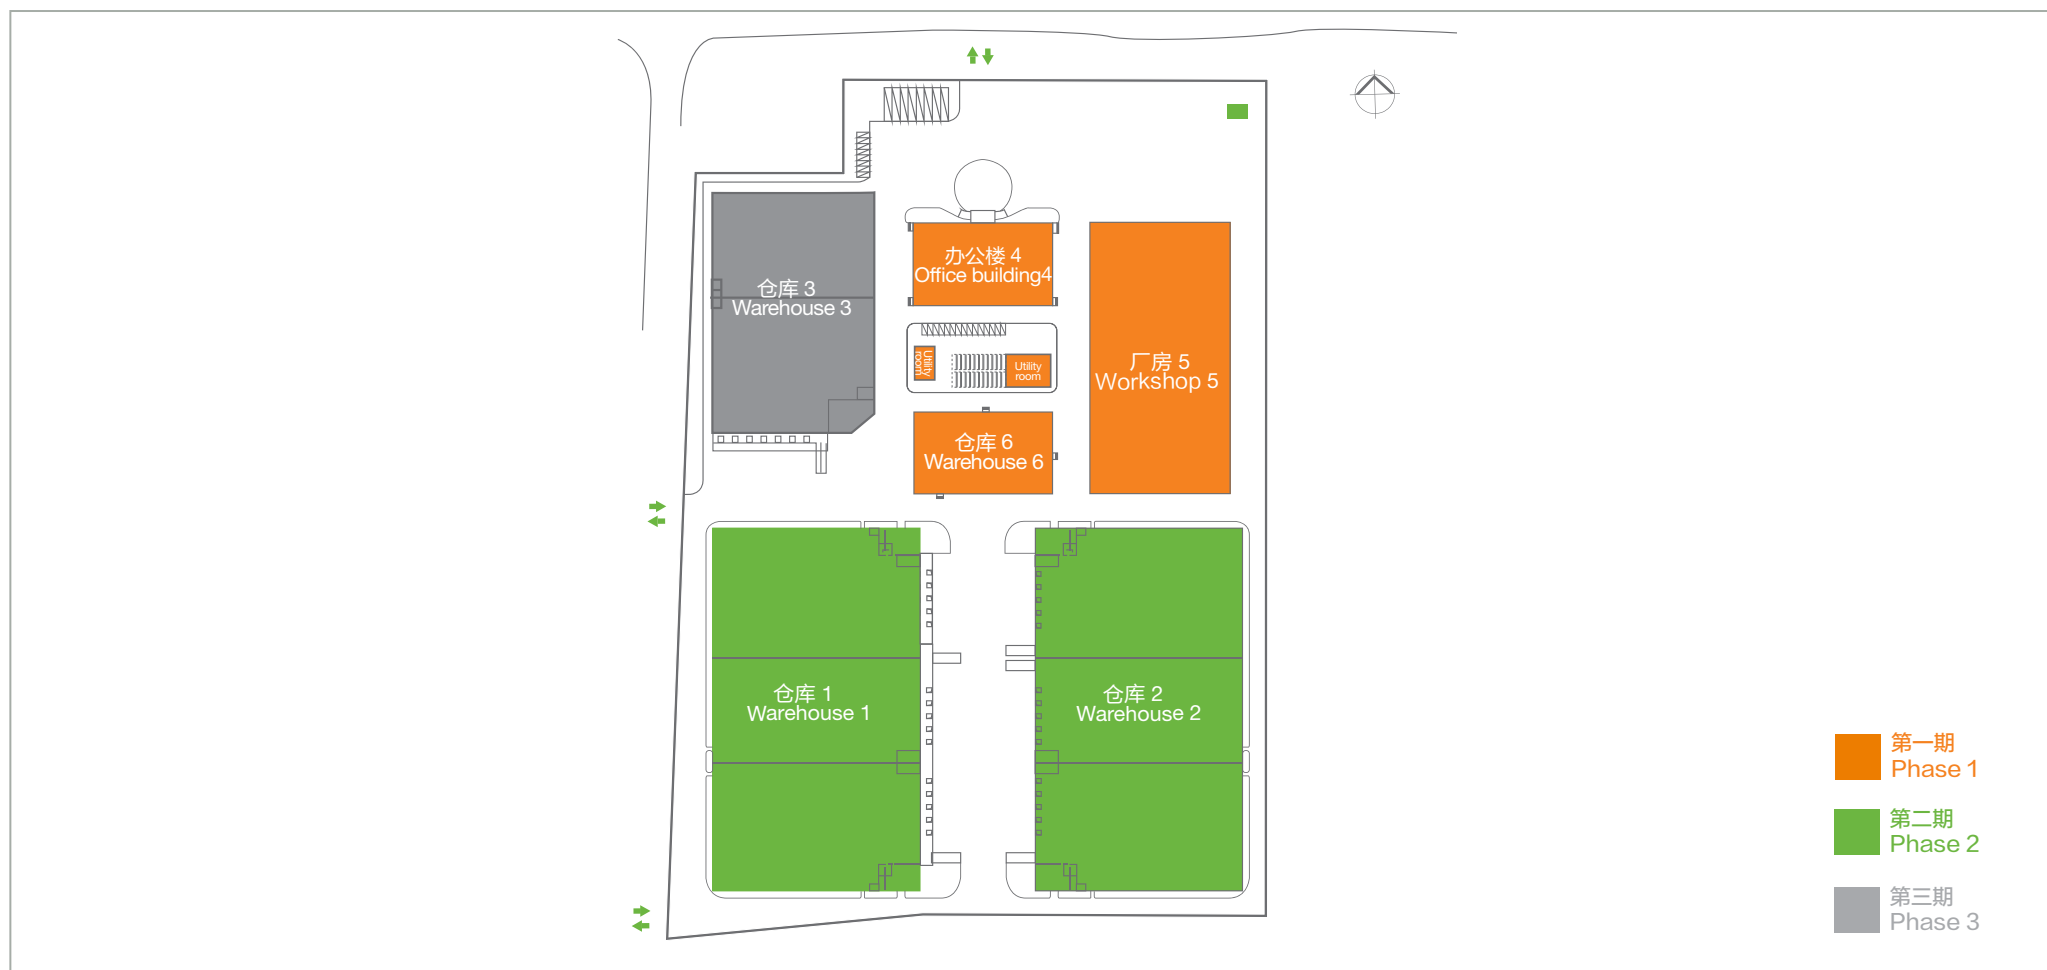 办公楼 4
Office building4
仓库 3
Warehouse 3
Utility
room
Utility
room
厂房 5
Workshop 5
仓库 6
Warehouse 6
仓库 1
Warehouse 1
仓库 2
Warehouse 2
第一期
Phase 1
第二期
Phase 2
第三期
Phase 3